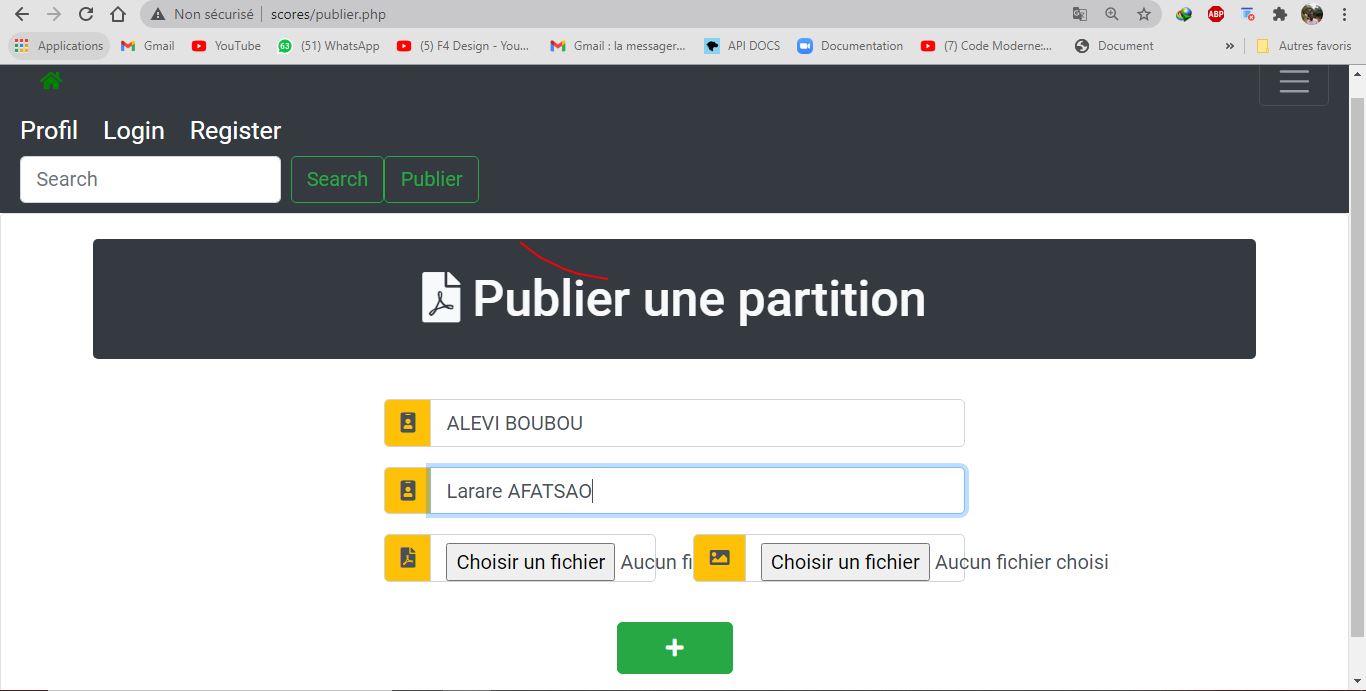 Non sécurisé scores/publier.php
ABP
Applications Gmail YouTube 63 (51) WhatsApp (5) F4 Design - You... Gmail : la messager... API DOCS Documentation (7) Code Moderne:... Document » Autres favoris
Profil Login Register
Search Search Publier
Publier une partition
ALEVI BOUBOU
Larare AFATSAO
Choisir un fichier Aucun fi Choisir un fichier Aucun fichier choisi
+